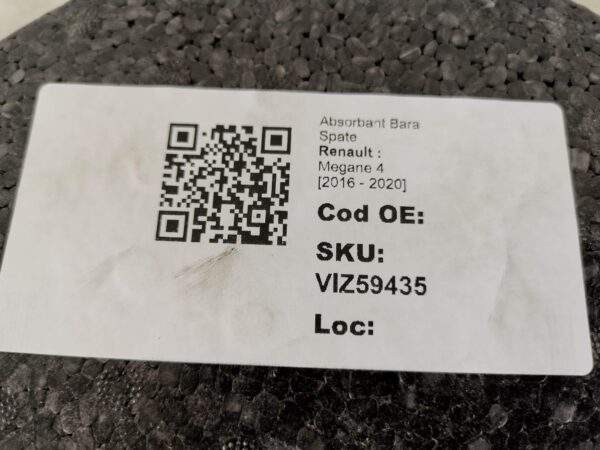 Absorbant Bara
Spate
Renault :
Megane 4
[2016 - 2020]
Cod OE:
SKU:
VIZ59435
Loc: